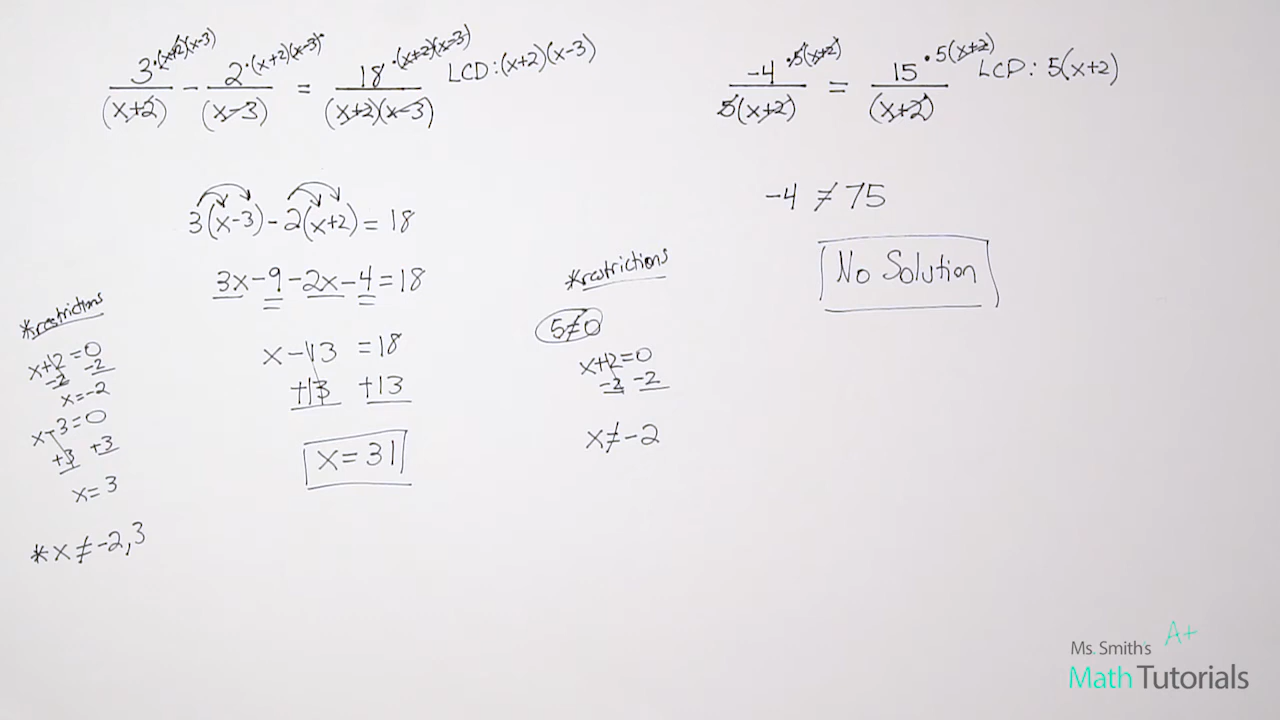 3·(x+2)(x-3) 2·(x+2)(x-3)· 18·(x+2)(x-3) LCD:(x+2)(x-3)
(x+2) - (x-3) = (x+2)(x-3)
3(x-3)-2(x+2)=18
3x-9-2x-4=18
x-13 =18
+13 +13
x=31
*restrictions
x+2=0
-2 -2
x=-2
x-3=0
+3 +3
x=3
*x≠-2,3
-4·5(x+2) 15·5(x+2) LCD: 5(x+2)
5(x+2) = (x+2)
-4 ≠ 75
No Solution
*restrictions
5≠0
x+2=0
-2 -2
x≠-2
Ms. Smith's A+
Math Tutorials